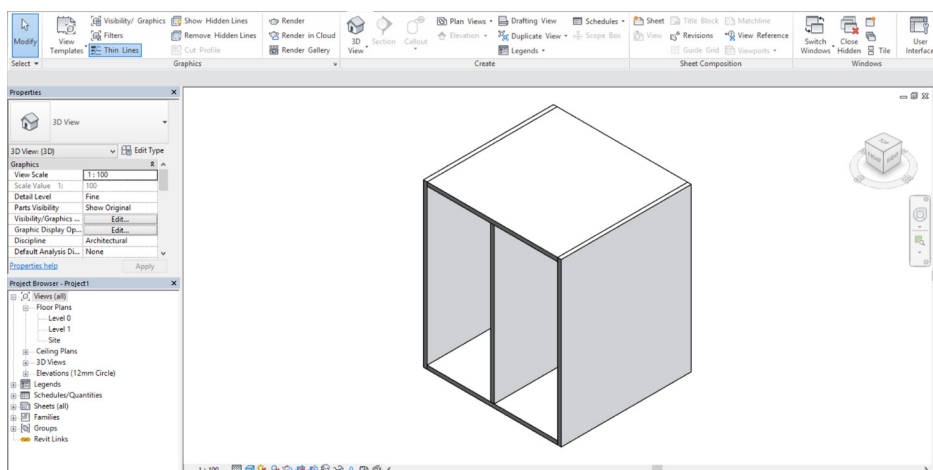 Modify
View Templates
Visibility/ Graphics
Filters
Thin Lines
Show Hidden Lines
Remove Hidden Lines
Cut Profile
Render
Render in Cloud
Render Gallery
3D View
Section
Callout
Plan Views
Elevation
Drafting View
Duplicate View
Legends
Schedules
Scope Box
Sheet
View
Title Block
Revisions
Guide Grid
Matchline
View Reference
Viewports
Switch Windows
Close Hidden
Tile
User Interface
Select
Graphics
Create
Sheet Composition
Windows
Properties
3D View
3D View: {3D}
Edit Type
Graphics
View Scale 1 : 100
Scale Value 1: 100
Detail Level Fine
Parts Visibility Show Original
Visibility/Graphics ... Edit...
Graphic Display Op... Edit...
Discipline Architectural
Default Analysis Di... None
Properties help
Apply
Project Browser - Project1
Views (all)
Floor Plans
Level 0
Level 1
Site
Ceiling Plans
3D Views
Elevations (12mm Circle)
Legends
Schedules/Quantities
Sheets (all)
Families
Groups
Revit Links
1 : 100